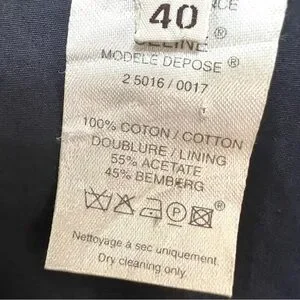 40
MODELE DEPOSE ®
2 5016 / 0017
100% COTON / COTTON
DOUBLURE / LINING
55% ACETATE
45% BEMBERG
P
Nettoyage à sec uniquement.
Dry cleaning only.